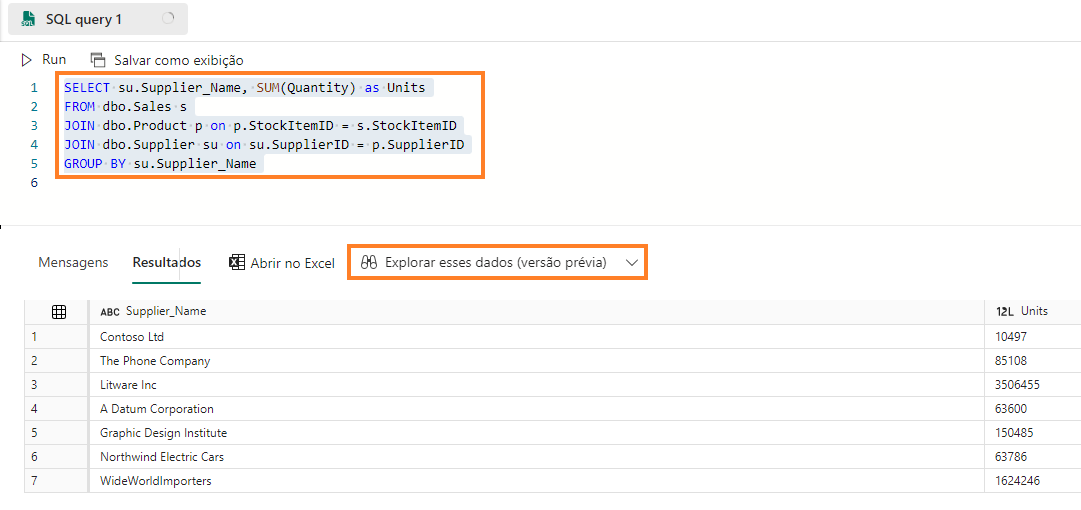 SQL query 1
Run Salvar como exibição
1 SELECT su.Supplier_Name, SUM(Quantity) as Units
2 FROM dbo.Sales s
3 JOIN dbo.Product p on p.StockItemID = s.StockItemID
4 JOIN dbo.Supplier su on su.SupplierID = p.SupplierID
5 GROUP BY su.Supplier_Name
6
Mensagens Resultados Abrir no Excel Explorar esses dados (versão prévia)
ABC Supplier_Name 12L Units
1 Contoso Ltd 10497
2 The Phone Company 85108
3 Litware Inc 3506455
4 A Datum Corporation 63600
5 Graphic Design Institute 150485
6 Northwind Electric Cars 63786
7 WideWorldImporters 1624246